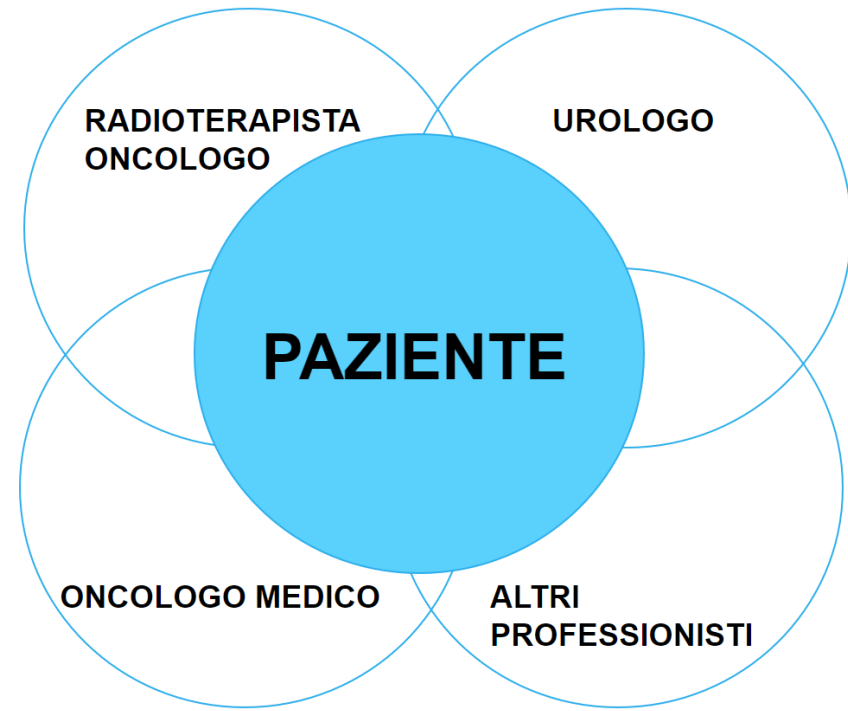 RADIOTERAPISTA
ONCOLOGO
UROLOGO
PAZIENTE
ONCOLOGO MEDICO
ALTRI
PROFESSIONISTI